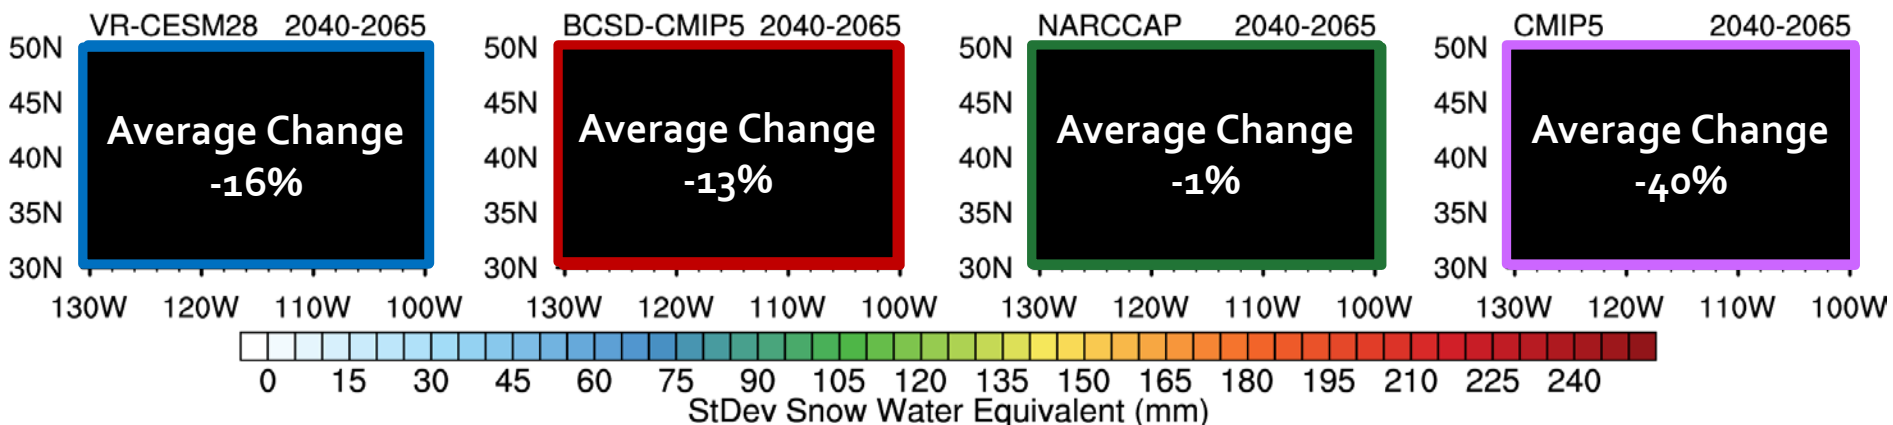 VR-CESM28 2040-2065 BCSD-CMIP5 2040-2065 NARCCAP 2040-2065 CMIP5 2040-2065
50N 50N 50N 50N
45N 45N 45N 45N
Average Change Average Change Average Change Average Change
40N 40N 40N 40N
-16% -13% -1% -40%
35N 35N 35N 35N
30N 30N 30N 30N
130W 120W 110W 100W 130W 120W 110W 100W 130W 120W 110W 100W 130W 120W 110W 100W
0 15 30 45 60 75 90 105 120 135 150 165 180 195 210 225 240
StDev Snow Water Equivalent (mm)